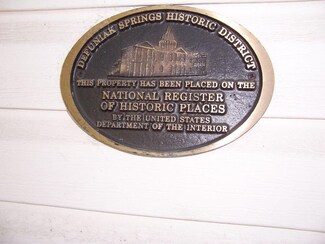 DEFUNIAK SPRINGS HISTORIC DISTRICT
THIS PROPERTY HAS BEEN PLACED ON THE
NATIONAL REGISTER
OF HISTORIC PLACES
BY THE UNITED STATES
DEPARTMENT OF THE INTERIOR